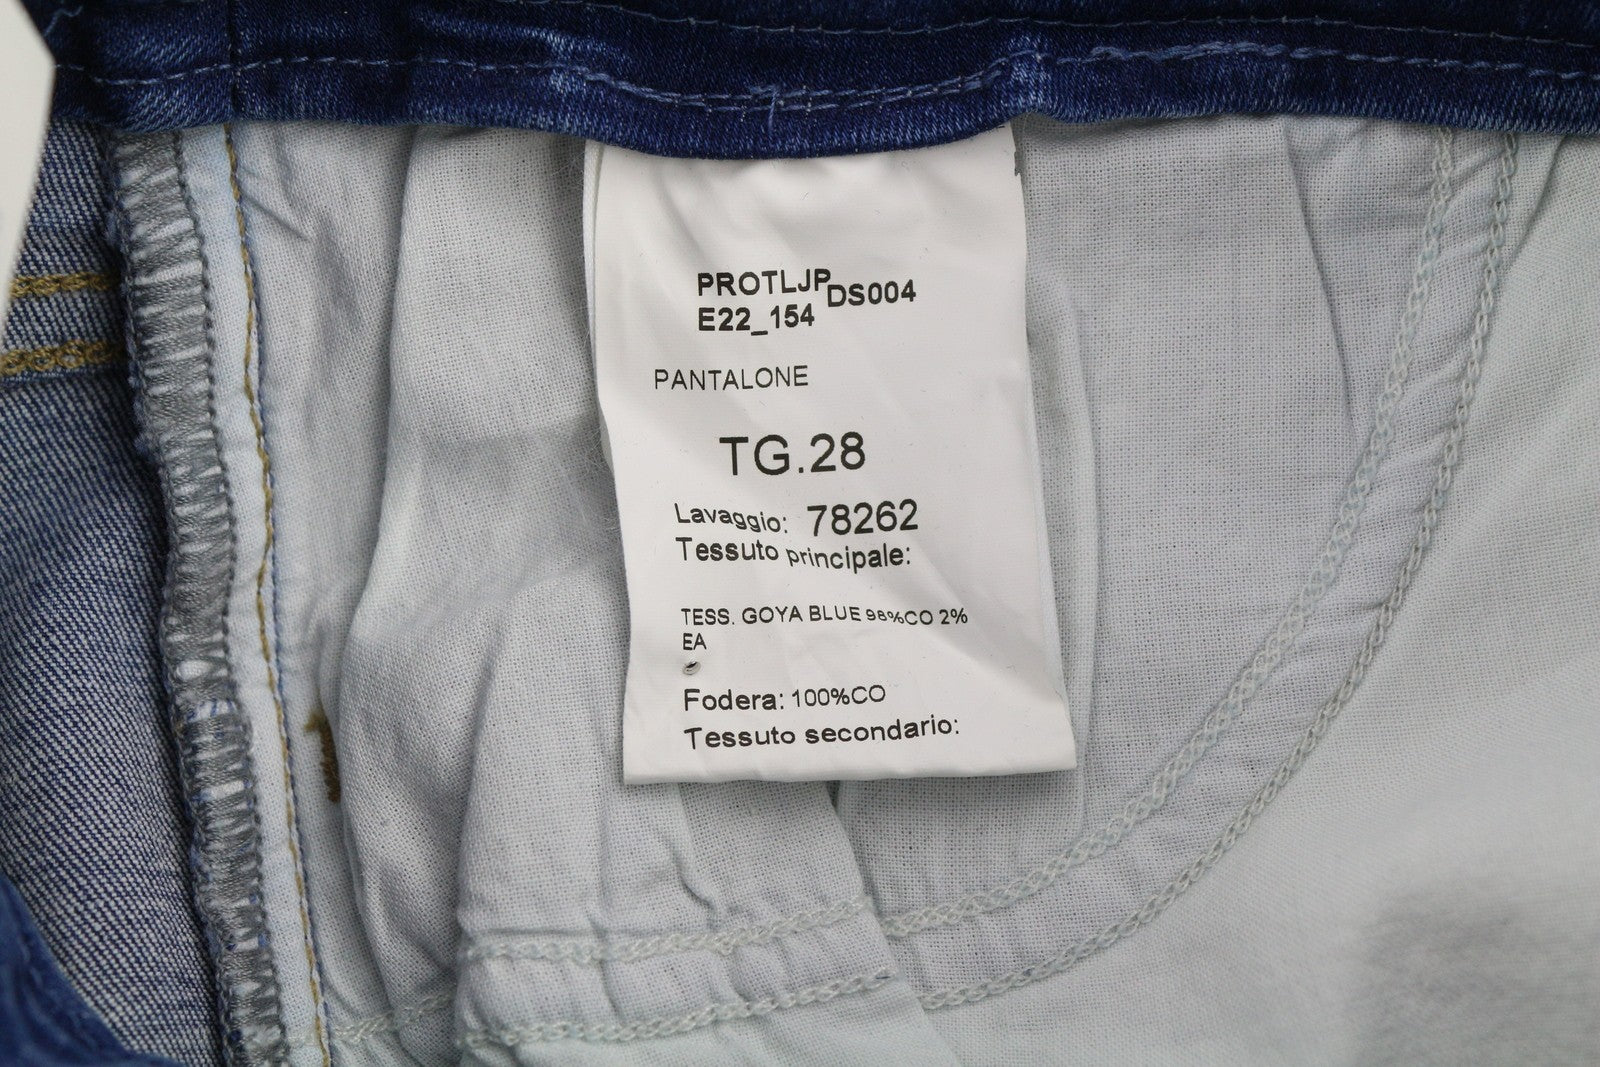 PROTLJP DS004
E22_154
PANTALONE
TG.28
Lavaggio: 78262
Tessuto principale:
TESS. GOYA BLUE 98%CO 2%
EA
Fodera: 100%CO
Tessuto secondario: